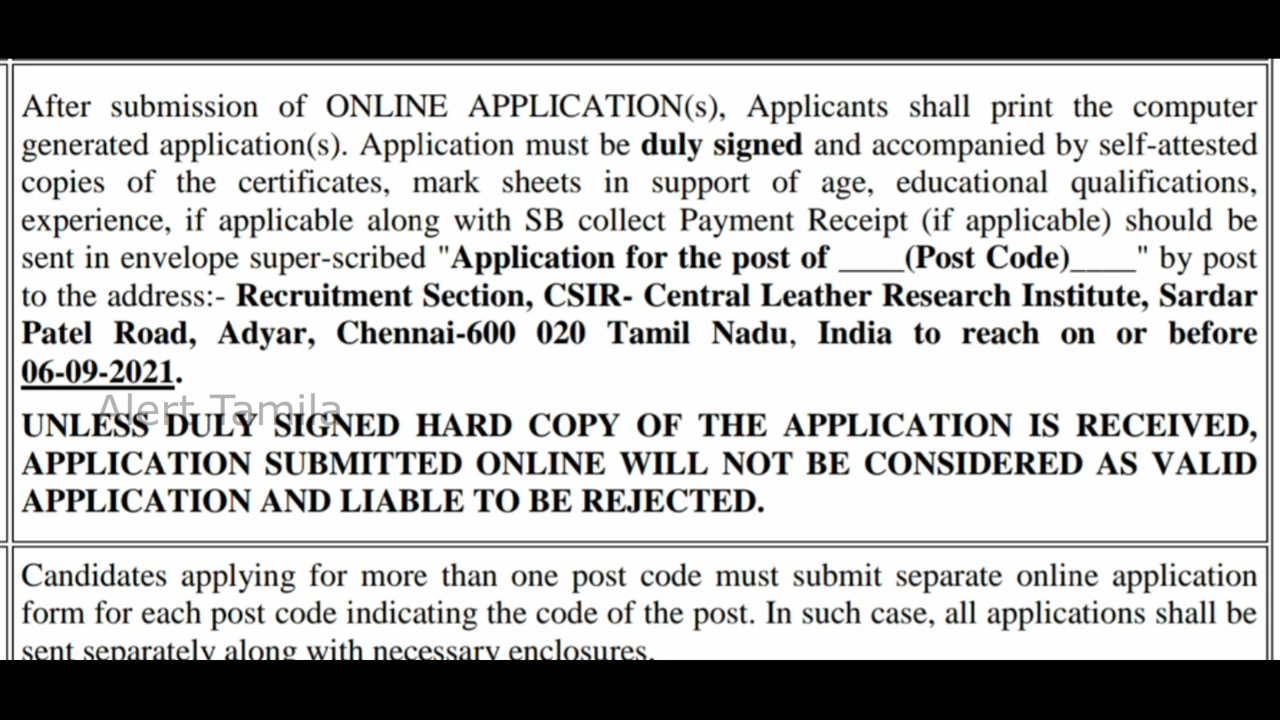 After submission of ONLINE APPLICATION(s), Applicants shall print the computer
generated application(s). Application must be duly signed and accompanied by self-attested
copies of the certificates, mark sheets in support of age, educational qualifications,
experience, if applicable along with SB collect Payment Receipt (if applicable) should be
sent in envelope super-scribed "Application for the post of ____(Post Code)____" by post
to the address:- Recruitment Section, CSIR- Central Leather Research Institute, Sardar
Patel Road, Adyar, Chennai-600 020 Tamil Nadu, India to reach on or before
06-09-2021.
Alert Tamila
UNLESS DULY SIGNED HARD COPY OF THE APPLICATION IS RECEIVED,
APPLICATION SUBMITTED ONLINE WILL NOT BE CONSIDERED AS VALID
APPLICATION AND LIABLE TO BE REJECTED.
Candidates applying for more than one post code must submit separate online application
form for each post code indicating the code of the post. In such case, all applications shall be
sent separately along with necessary enclosures.